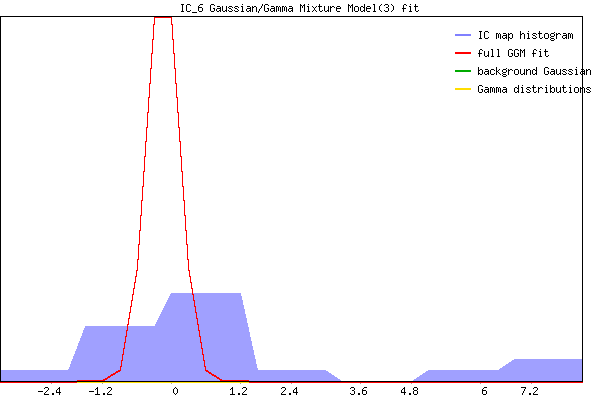 IC_6 Gaussian/Gamma Mixture Model(3) fit
IC map histogram
full GGM fit
background Gaussian
Gamma distributions
-2.4 -1.2 0 1.2 2.4 3.6 4.8 6 7.2